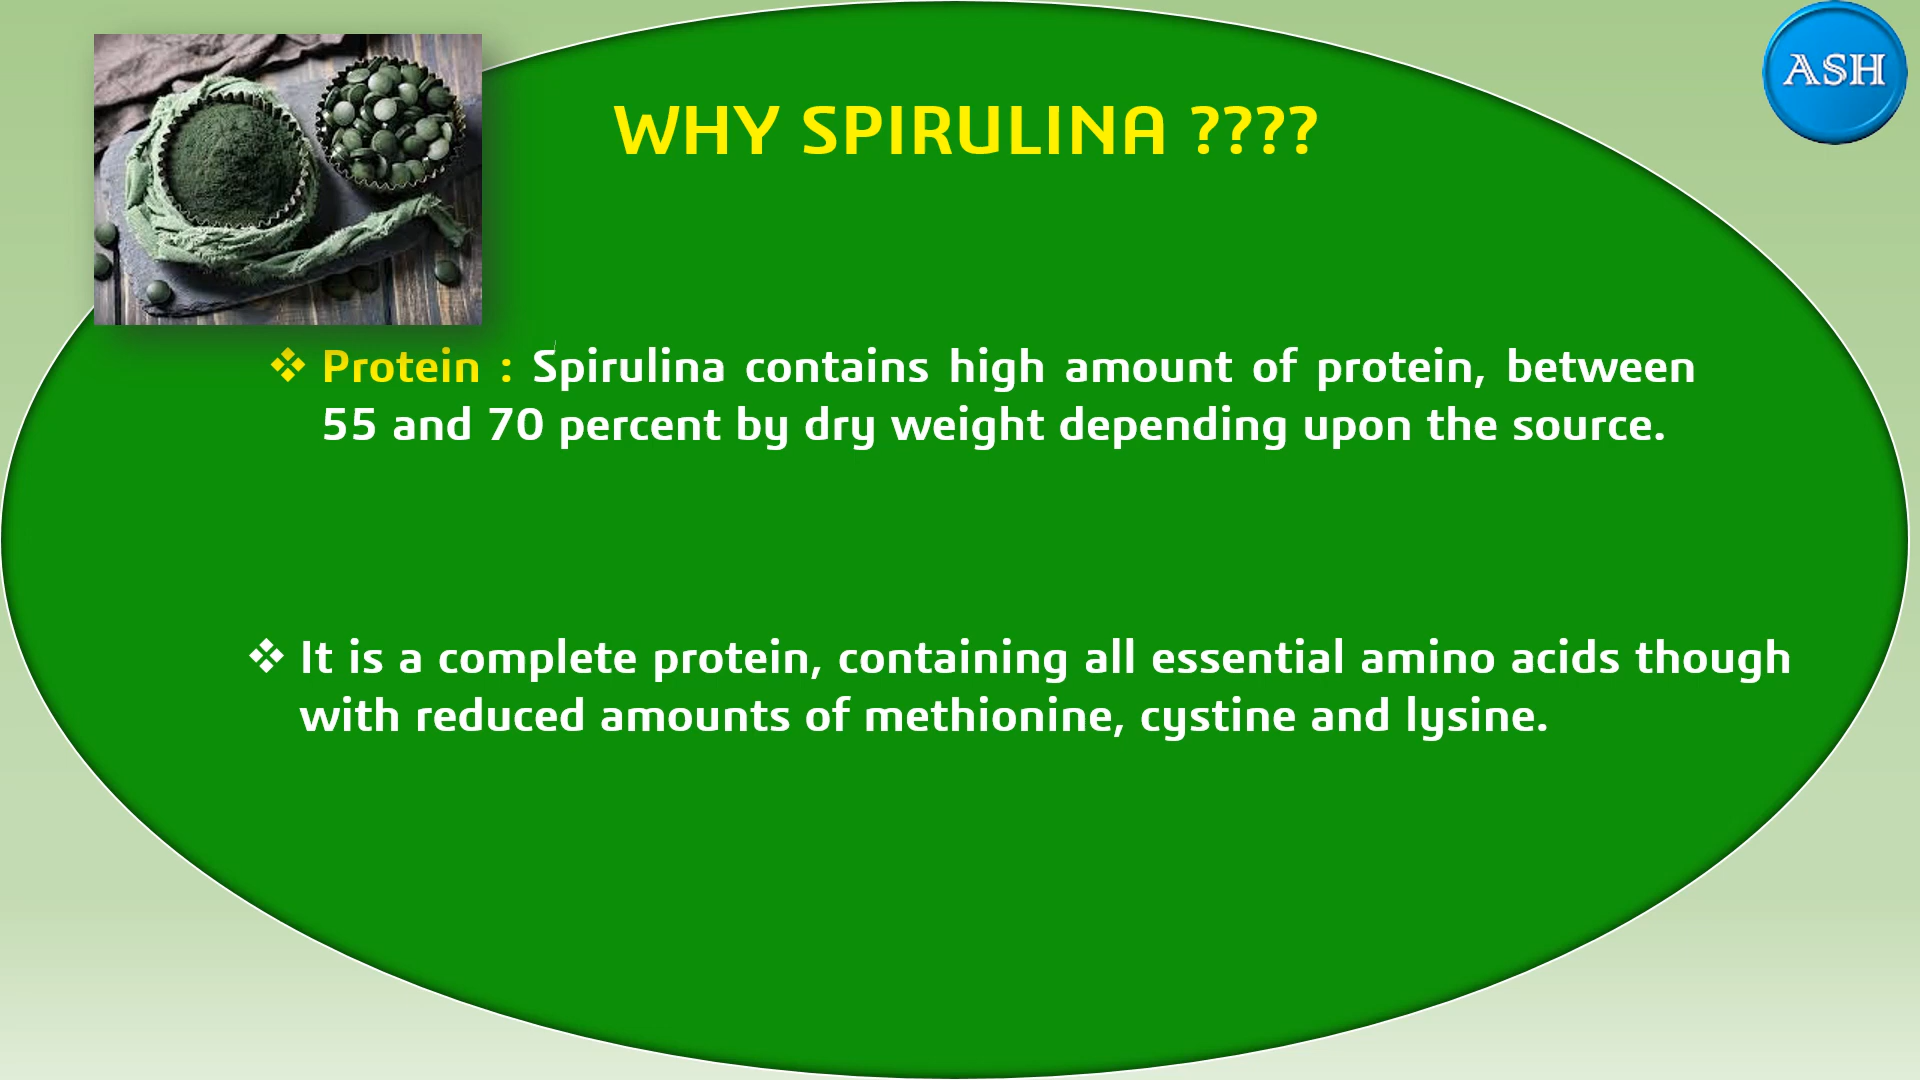 ASH
WHY SPIRULINA ????
❖ Protein : Spirulina contains high amount of protein, between
55 and 70 percent by dry weight depending upon the source.
❖ It is a complete protein, containing all essential amino acids though
with reduced amounts of methionine, cystine and lysine.